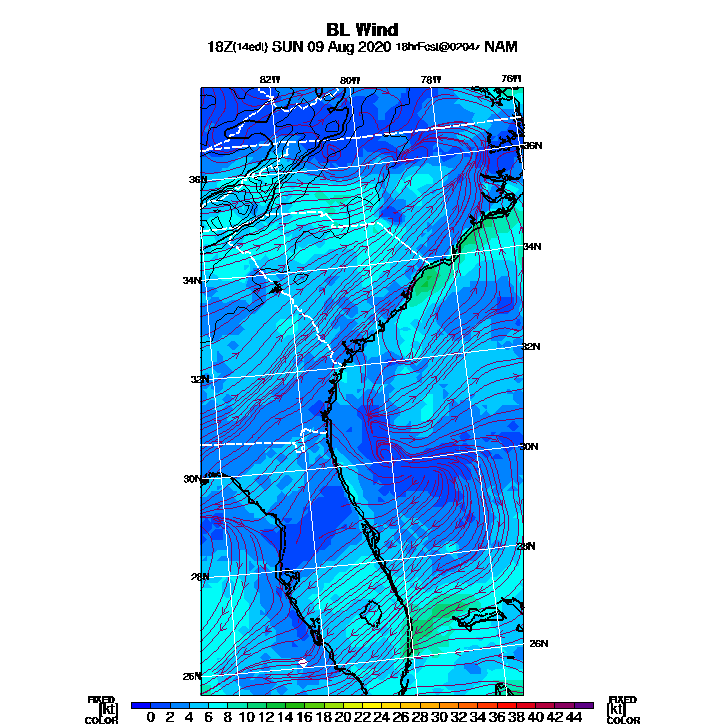 BL Wind
18Z(14edt) SUN 09 Aug 2020 18hrFcst@0204z NAM
82W 80W 78W 76W
36N
36N
34N
34N
32N
32N
30N
30N
28N
28N
26N
26N
FIXED FIXED
[kt] 0 2 4 6 8 10 12 14 16 18 20 22 24 26 28 30 32 34 36 38 40 42 44 [kt]
COLOR COLOR